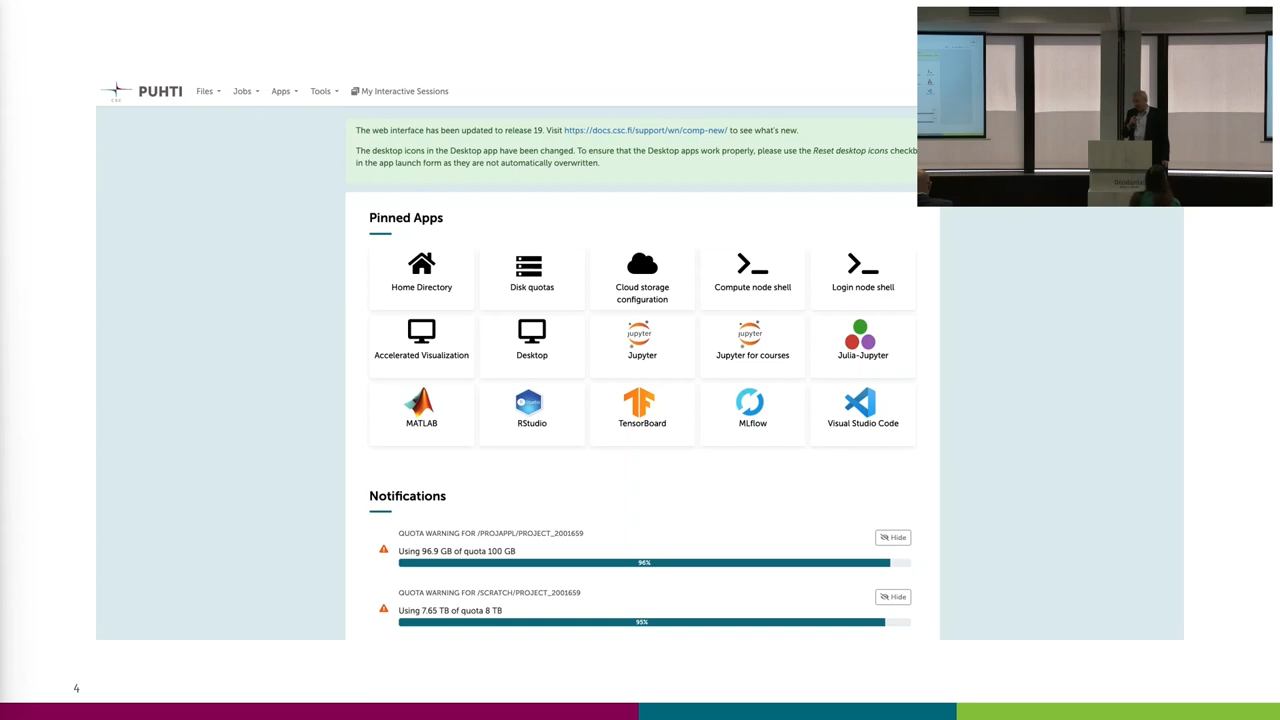 CSC
PUHTI
Files
Jobs
Apps
Tools
My Interactive Sessions
The web interface has been updated to release 19. Visit https://docs.csc.fi/support/wn/comp-new/ to see what's new.
The desktop icons in the Desktop app have been changed. To ensure that the Desktop apps work properly, please use the Reset desktop icons checkb
in the app launch form as they are not automatically overwritten.
Pinned Apps
Home Directory
Disk quotas
Cloud storage
configuration
Compute node shell
Login node shell
Accelerated Visualization
Desktop
jupyter
Jupyter
jupyter
Jupyter for courses
Julia-Jupyter
MATLAB
RStudio
TensorBoard
MLflow
Visual Studio Code
Notifications
QUOTA WARNING FOR /PROJAPPL/PROJECT_2001659
Hide
Using 96.9 GB of quota 100 GB
96%
QUOTA WARNING FOR /SCRATCH/PROJECT_2001659
Hide
Using 7.65 TB of quota 8 TB
95%
4